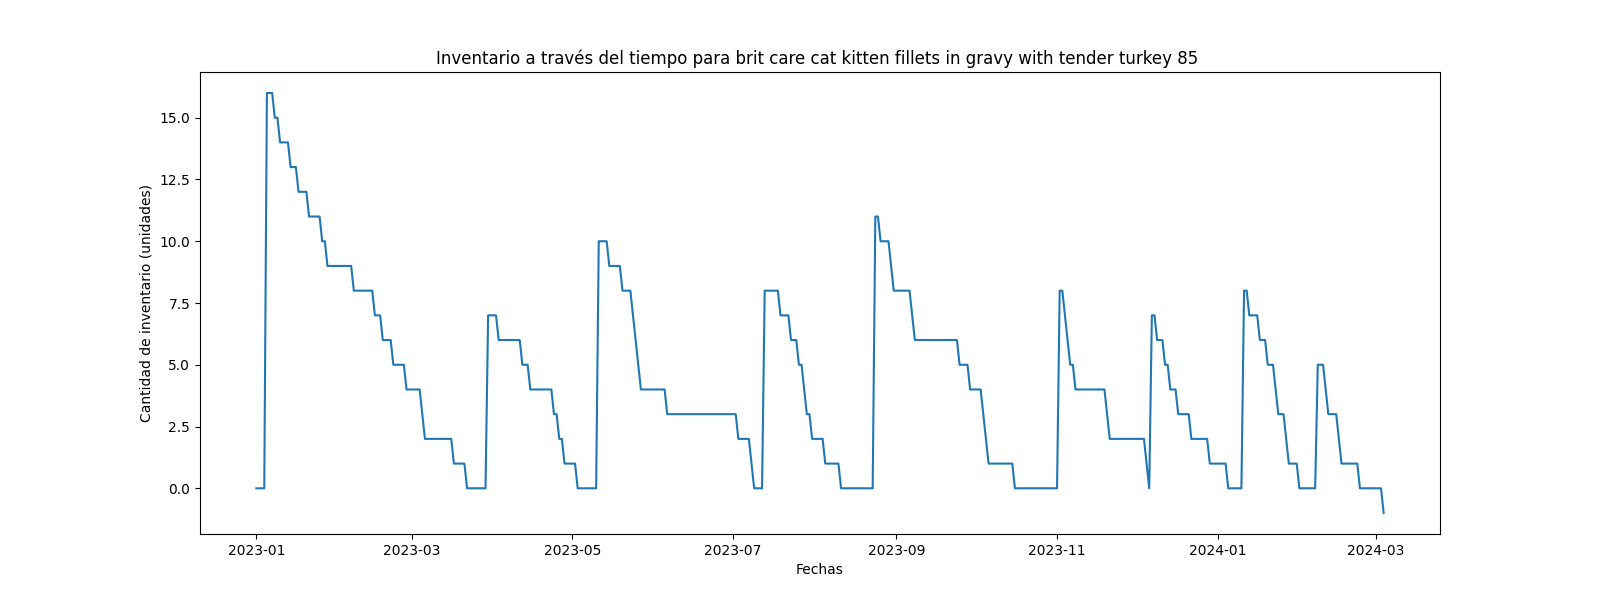 Inventario a través del tiempo para brit care cat kitten fillets in gravy with tender turkey 85
Cantidad de inventario (unidades)
15.0
12.5
10.0
7.5
5.0
2.5
0.0
2023-01 2023-03 2023-05 2023-07 2023-09 2023-11 2024-01 2024-03
Fechas